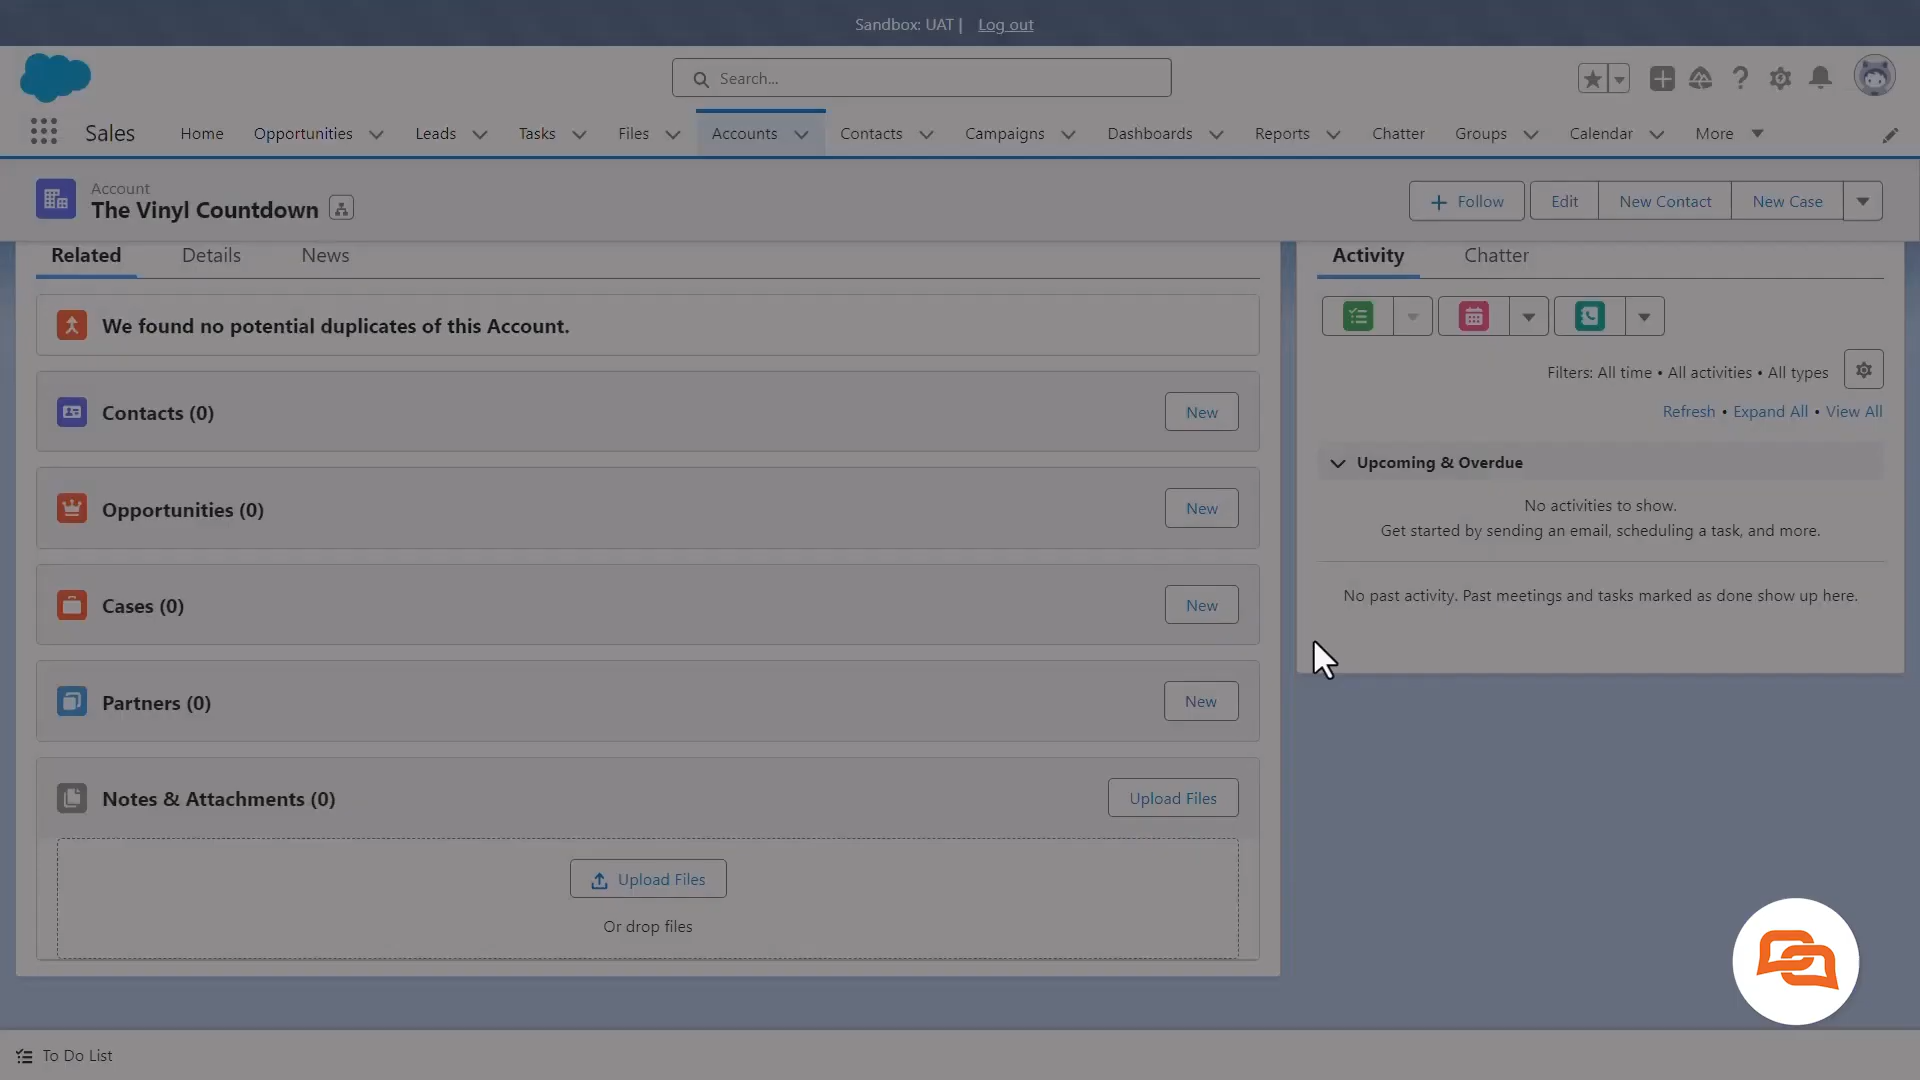 Sandbox: UAT | Log out
Search...
Sales Home Opportunities Leads Tasks Files Accounts Contacts Campaigns Dashboards Reports Chatter Groups Calendar More
Account
The Vinyl Countdown
Follow Edit New Contact New Case
Related Details News
We found no potential duplicates of this Account.
Contacts (0) New
Opportunities (0) New
Cases (0) New
Partners (0) New
Notes & Attachments (0) Upload Files
Upload Files
Or drop files
Activity Chatter
Filters: All time • All activities • All types
Refresh • Expand All • View All
Upcoming & Overdue
No activities to show.
Get started by sending an email, scheduling a task, and more.
No past activity. Past meetings and tasks marked as done show up here.
To Do List